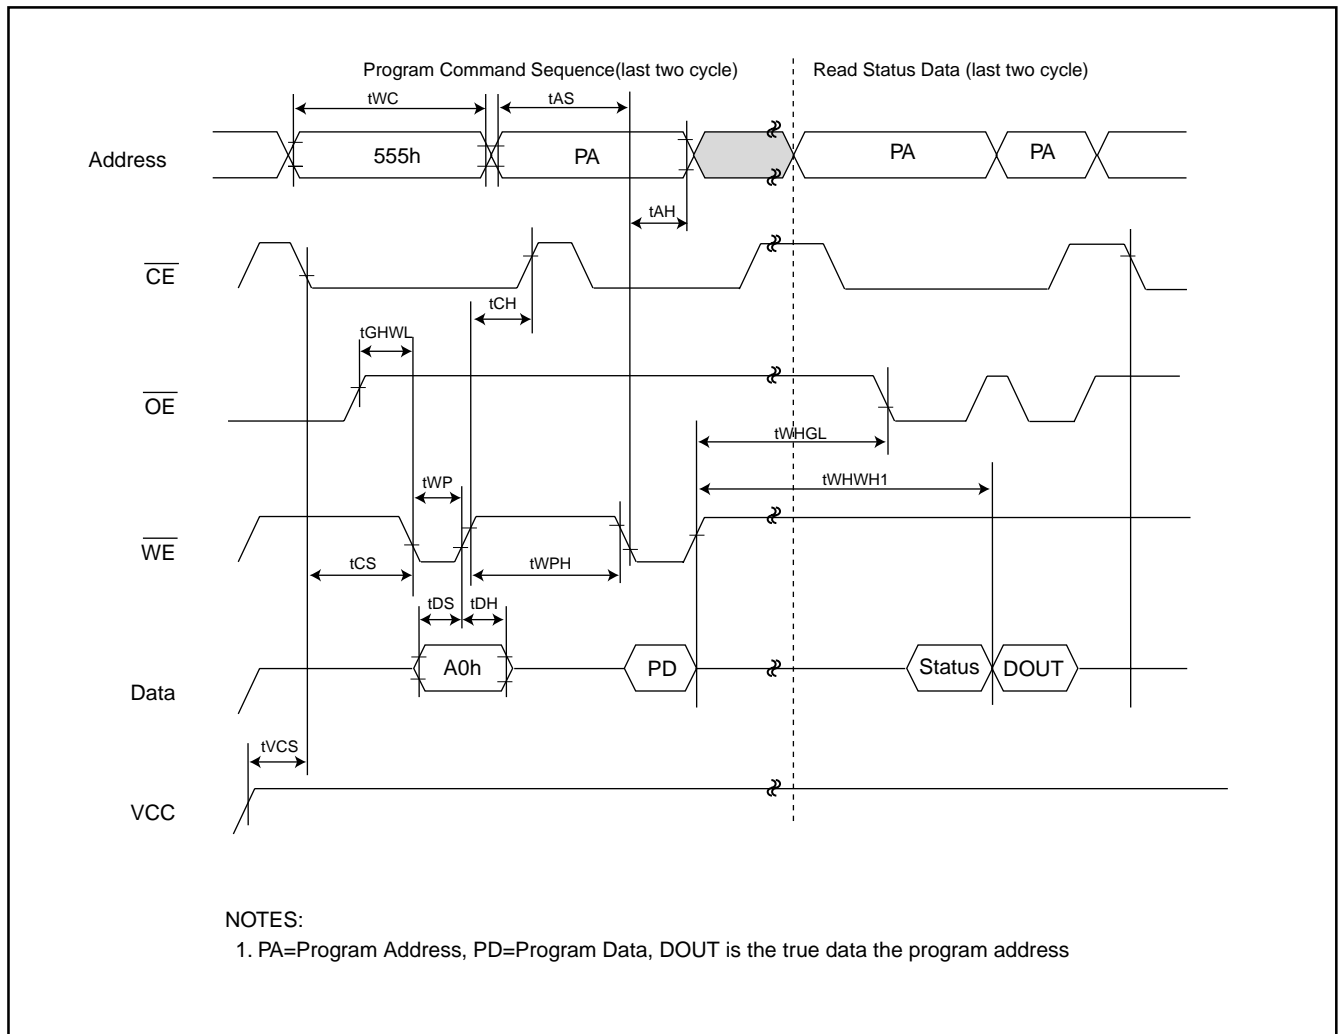 Program Command Sequence(last two cycle)
Read Status Data (last two cycle)
tWC
tAS
Address
555h
PA
PA
PA
tAH
CE
tCH
tGHWL
OE
tWHGL
tWHWH1
tWP
WE
tCS
tWPH
tDS
tDH
A0h
PD
Status
DOUT
Data
tVCS
VCC
NOTES:
1. PA=Program Address, PD=Program Data, DOUT is the true data the program address